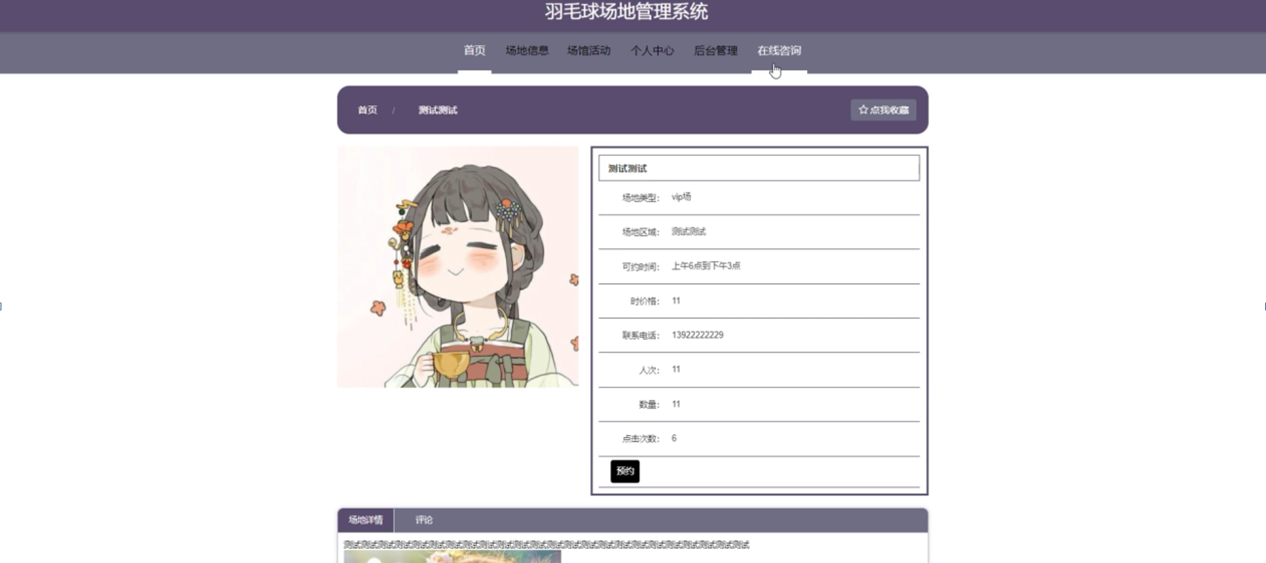 羽毛球场地管理系统
首页 场地信息 场馆活动 个人中心 后台管理 在线咨询
首页 / 测试测试 ☆点我收藏
测试测试
场地类型: vip场
场地区域: 测试测试
可约时间: 上午6点到下午3点
时价格: 11
联系电话: 13922222229
人次: 11
数量: 11
点击次数: 6
预约
场地详情 评论
测试测试测试测试测试测试测试测试测试测试测试测试测试测试测试测试测试测试测试测试测试测试测试测试